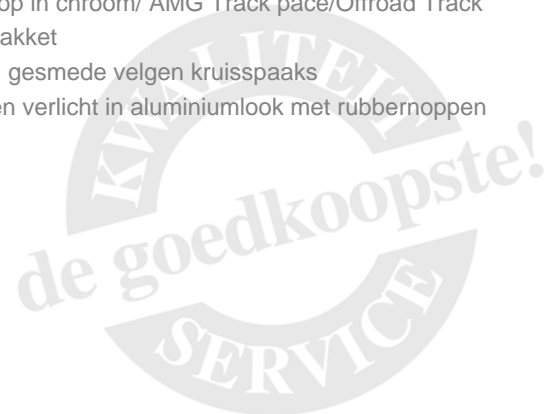 op in chroom/ AMG Track pace/Offroad Track
akket
gesmede velgen kruisspaaks
en verlicht in aluminiumlook met rubbernoppen
KWALITEIT
de goedkoopste!
SERVICE